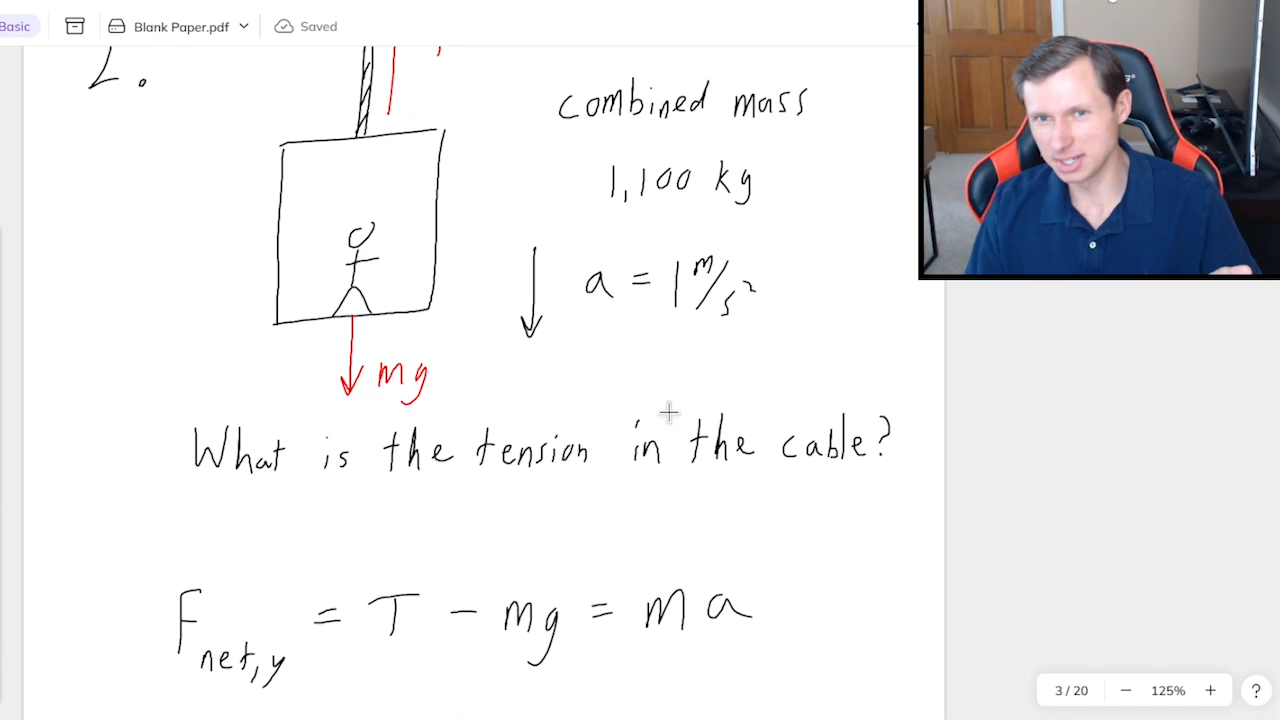 Basic
Blank Paper.pdf
Saved
2.
combined mass
1,100 kg
a = 1 m/s²
mg
What is the tension in the cable?
F net,y = T - mg = ma
3 / 20
125%
?